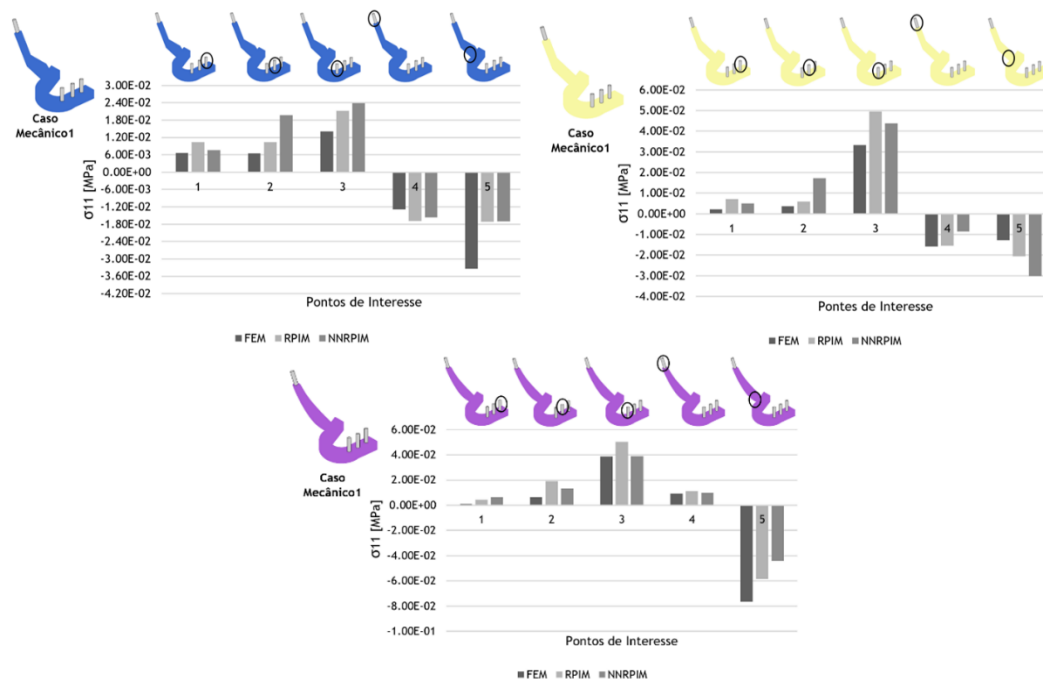 Caso
Mecânico1
σ11 [MPa]
3.00E-02
2.40E-02
1.80E-02
1.20E-02
6.00E-03
0.00E+00
-6.00E-03
-1.20E-02
-1.80E-02
-2.40E-02
-3.00E-02
-3.60E-02
-4.20E-02
1 2 3 4 5
Pontos de Interesse
FEM RPIM NNRPIM
Caso
Mecânico1
σ11 [MPa]
6.00E-02
5.00E-02
4.00E-02
3.00E-02
2.00E-02
1.00E-02
0.00E+00
-1.00E-02
-2.00E-02
-3.00E-02
-4.00E-02
1 2 3 4 5
Pontes de Interesse
FEM RPIM NNRPIM
Caso
Mecânico1
σ11 [MPa]
6.00E-02
4.00E-02
2.00E-02
0.00E+00
-2.00E-02
-4.00E-02
-6.00E-02
-8.00E-02
-1.00E-01
1 2 3 4 5
Pontos de Interesse
FEM RPIM NNRPIM